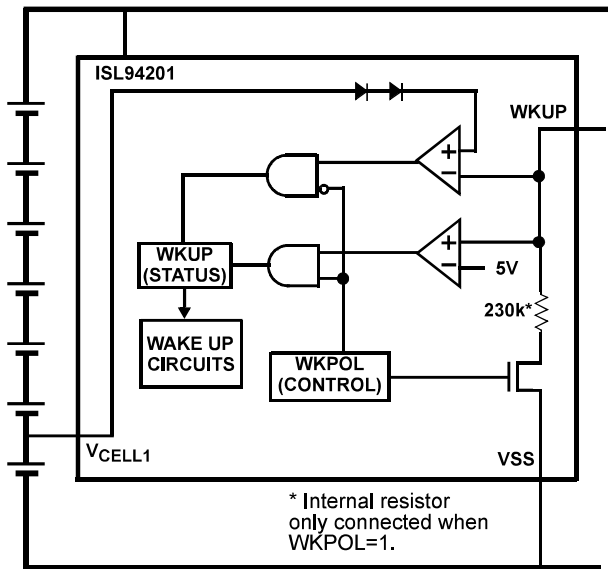 ISL94201
WKUP
+
−
WKUP
(STATUS)
+
−
5V
230k*
WAKE UP
CIRCUITS
WKPOL
(CONTROL)
VCELL1
VSS
* Internal resistor
only connected when
WKPOL=1.